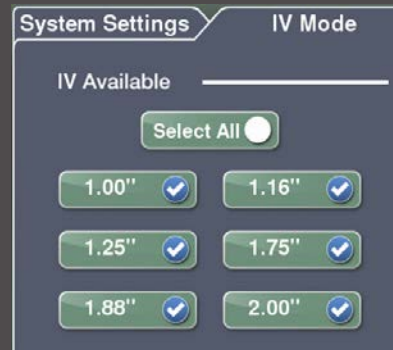 System Settings IV Mode
IV Available
Select All
1.00" 1.16"
1.25" 1.75"
1.88" 2.00"